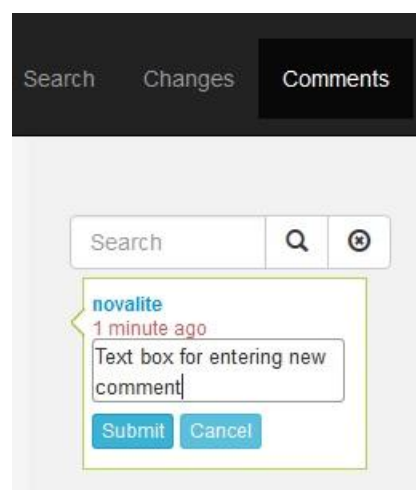 Search Changes Comments
Search
novalite
1 minute ago
Text box for entering new
comment
Submit Cancel